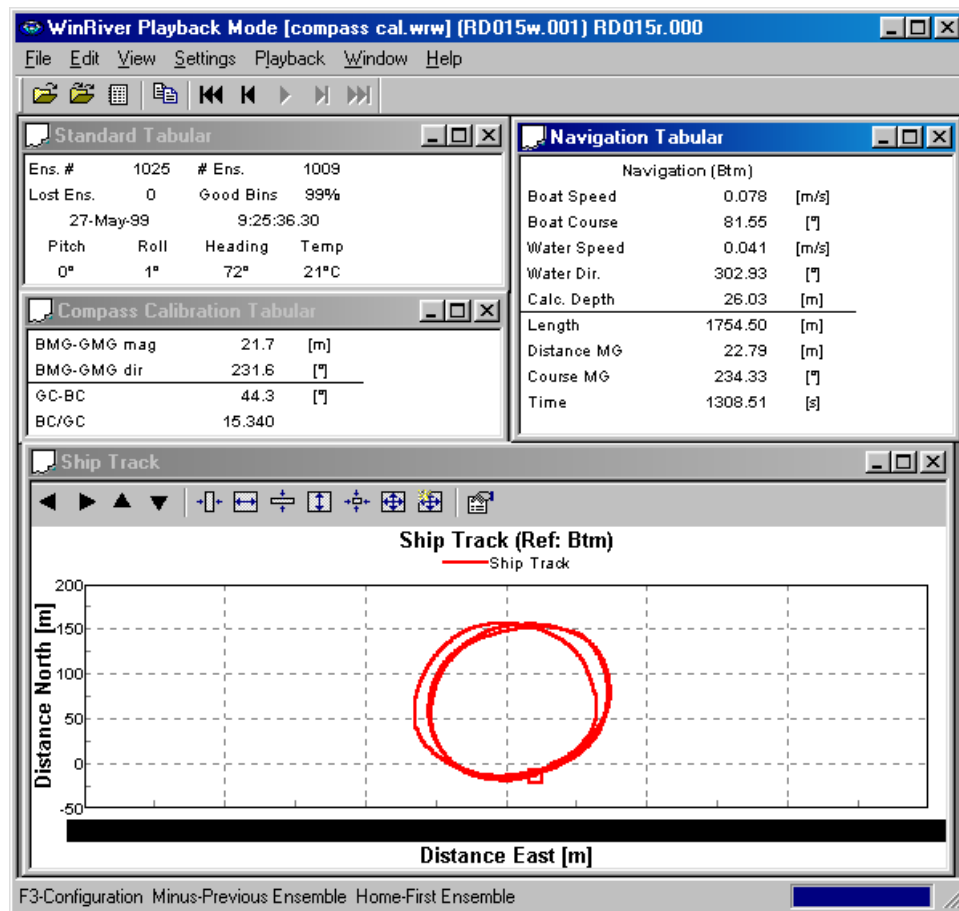 WinRiver Playback Mode [compass cal.wrw] (RD015w.001) RD015r.000
File Edit View Settings Playback Window Help
Standard Tabular
Ens. # 1025 # Ens. 1009
Lost Ens. 0 Good Bins 99%
27-May-99 9:25:36.30
Pitch Roll Heading Temp
0° 1° 72° 21°C
Compass Calibration Tabular
BMG-GMG mag 21.7 [m]
BMG-GMG dir 231.6 [°]
GC-BC 44.3 [°]
BC/GC 15.340
Navigation Tabular
Navigation (Btm)
Boat Speed 0.078 [m/s]
Boat Course 81.55 [°]
Water Speed 0.041 [m/s]
Water Dir. 302.93 [°]
Calc. Depth 26.03 [m]
Length 1754.50 [m]
Distance MG 22.79 [m]
Course MG 234.33 [°]
Time 1308.51 [s]
Ship Track
Ship Track (Ref: Btm)
Ship Track
Distance North [m]
200
150
100
50
0
-50
Distance East [m]
F3-Configuration Minus-Previous Ensemble Home-First Ensemble